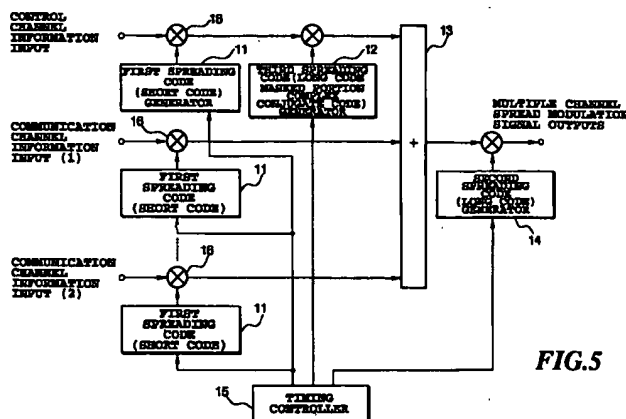 CONTROL
CHANNEL
INFORMATION
INPUT
16
11
FIRST SPREADING
CODE
(SHORT CODE)
GENERATOR
12
THIRD SPREADING
CODE(LONG CODE
MASKED PORTION
COMPLEX
CONJUGATE CODE)
GENERATOR
13
+
COMMUNICATION
CHANNEL
INFORMATION
INPUT (1)
16
11
FIRST
SPREADING
CODE
(SHORT CODE)
MULTIPLE CHANNEL
SPREAD MODULATION
SIGNAL OUTPUTS
SECOND
SPREADING
CODE
(LONG CODE)
GENERATOR
14
COMMUNICATION
CHANNEL
INFORMATION
INPUT (2)
16
11
FIRST
SPREADING
CODE
(SHORT CODE)
15
TIMING
CONTROLLER
FIG.5